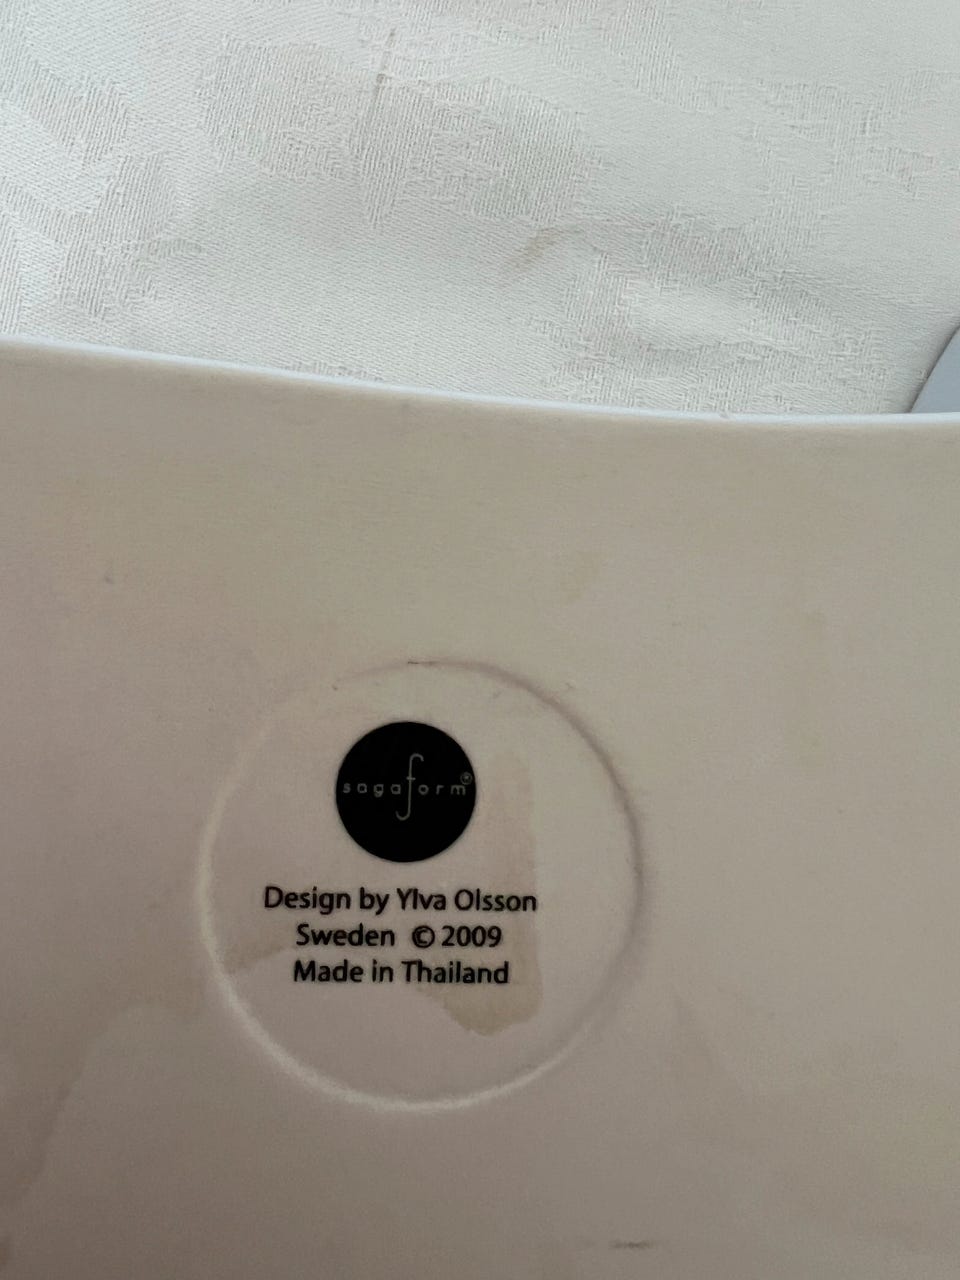 sagaform®
Design by Ylva Olsson
Sweden © 2009
Made in Thailand